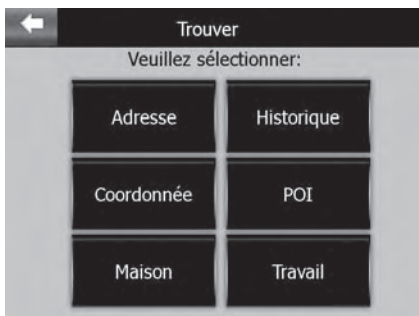 Trouver
Veuillez sélectionner:
Adresse Historique
Coordonnée POI
Maison Travail